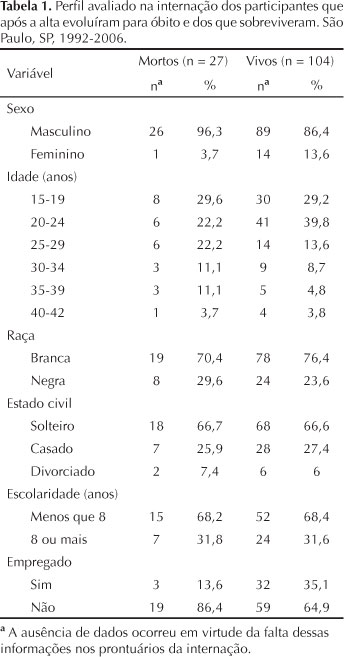 Tabela 1. Perfil avaliado na internação dos participantes que
após a alta evoluíram para óbito e dos que sobreviveram. São
Paulo, SP, 1992-2006.
Variável Mortos (n = 27) Vivos (n = 104)
nª % nª %
Sexo
Masculino 26 96,3 89 86,4
Feminino 1 3,7 14 13,6
Idade (anos)
15-19 8 29,6 30 29,2
20-24 6 22,2 41 39,8
25-29 6 22,2 14 13,6
30-34 3 11,1 9 8,7
35-39 3 11,1 5 4,8
40-42 1 3,7 4 3,8
Raça
Branca 19 70,4 78 76,4
Negra 8 29,6 24 23,6
Estado civil
Solteiro 18 66,7 68 66,6
Casado 7 25,9 28 27,4
Divorciado 2 7,4 6 6
Escolaridade (anos)
Menos que 8 15 68,2 52 68,4
8 ou mais 7 31,8 24 31,6
Empregado
Sim 3 13,6 32 35,1
Não 19 86,4 59 64,9
ª A ausência de dados ocorreu em virtude da falta dessas
informações nos prontuários da internação.